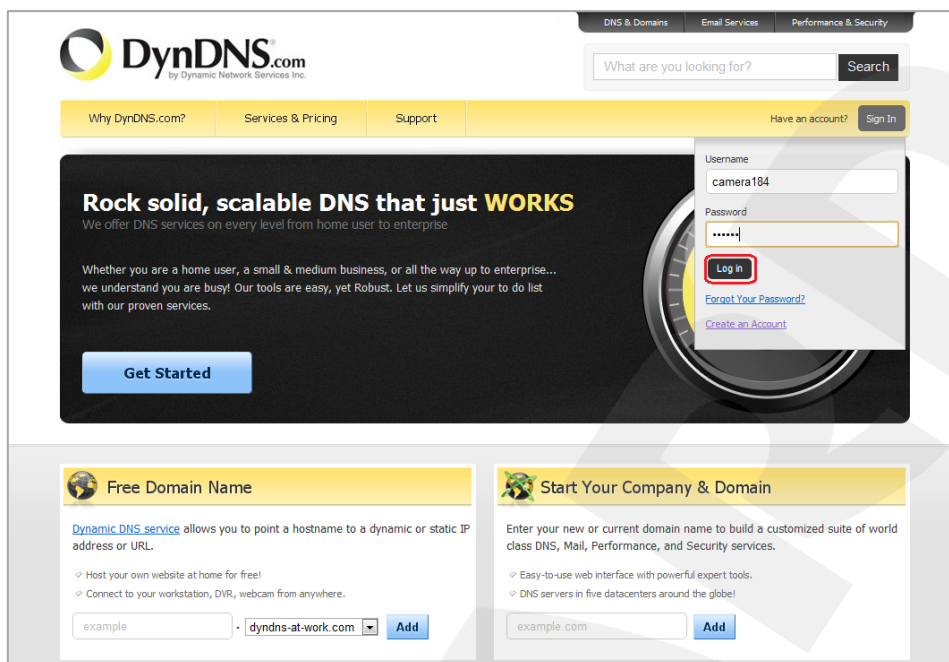 DNS & Domains
Email Services
Performance & Security
DynDNS.com
by Dynamic Network Services Inc.
What are you looking for?
Search
Why DynDNS.com?
Services & Pricing
Support
Have an account?
Sign In
Username
camera184
Password
••••••
Log in
Forgot Your Password?
Create an Account
Rock solid, scalable DNS that just WORKS
We offer DNS services on every level from home user to enterprise
Whether you are a home user, a small & medium business, or all the way up to enterprise...
we understand you are busy! Our tools are easy, yet Robust. Let us simplify your to do list
with our proven services.
Get Started
Free Domain Name
Dynamic DNS service allows you to point a hostname to a dynamic or static IP
address or URL.
Host your own website at home for free!
Connect to your workstation, DVR, webcam from anywhere.
example
. dyndns-at-work.com
Add
Start Your Company & Domain
Enter your new or current domain name to build a customized suite of world
class DNS, Mail, Performance, and Security services.
Easy-to-use web interface with powerful expert tools.
DNS servers in five datacenters around the globe!
example.com
Add